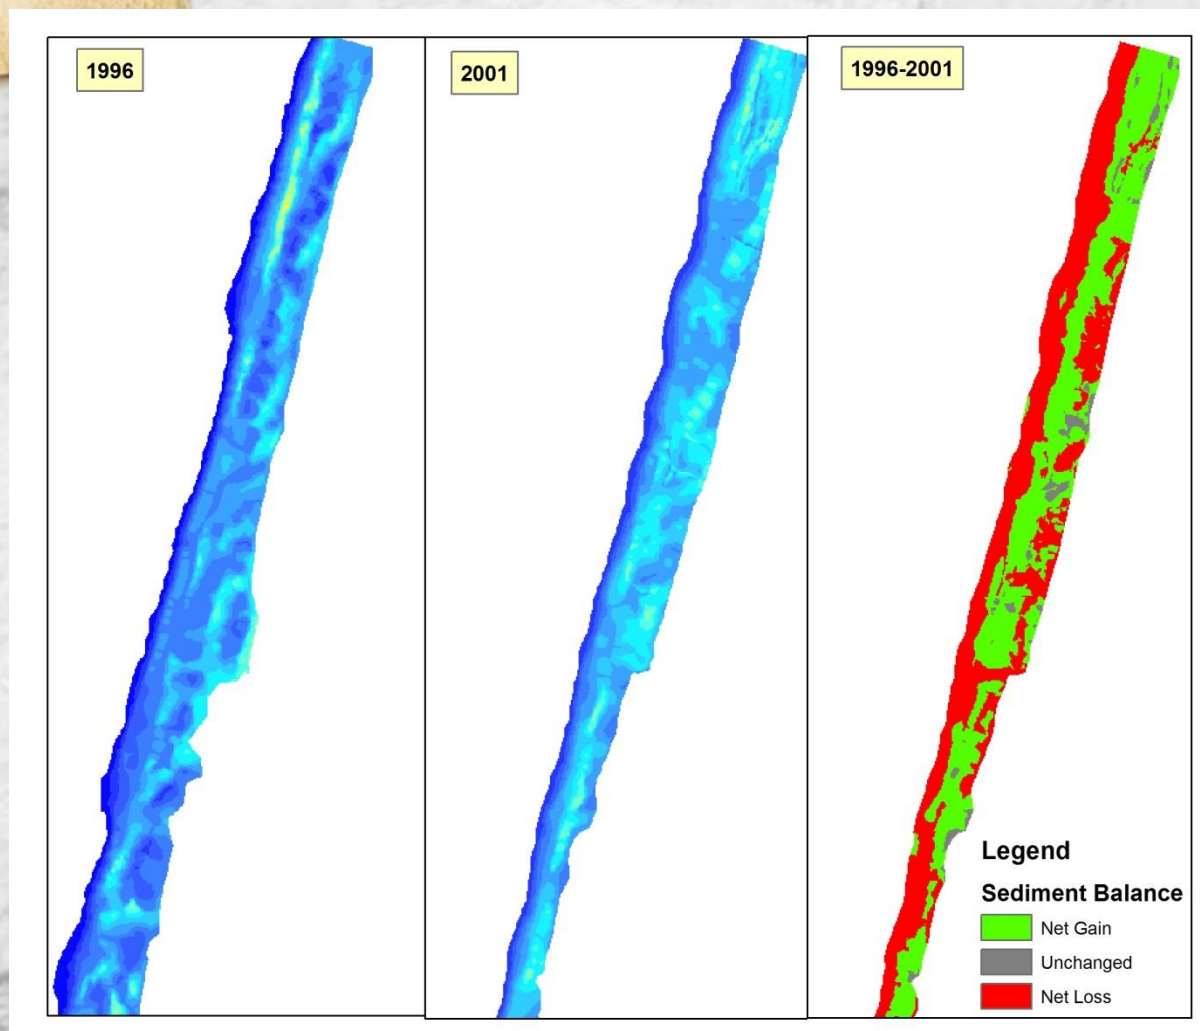 1996
2001
1996-2001
Legend
Sediment Balance
Net Gain
Unchanged
Net Loss